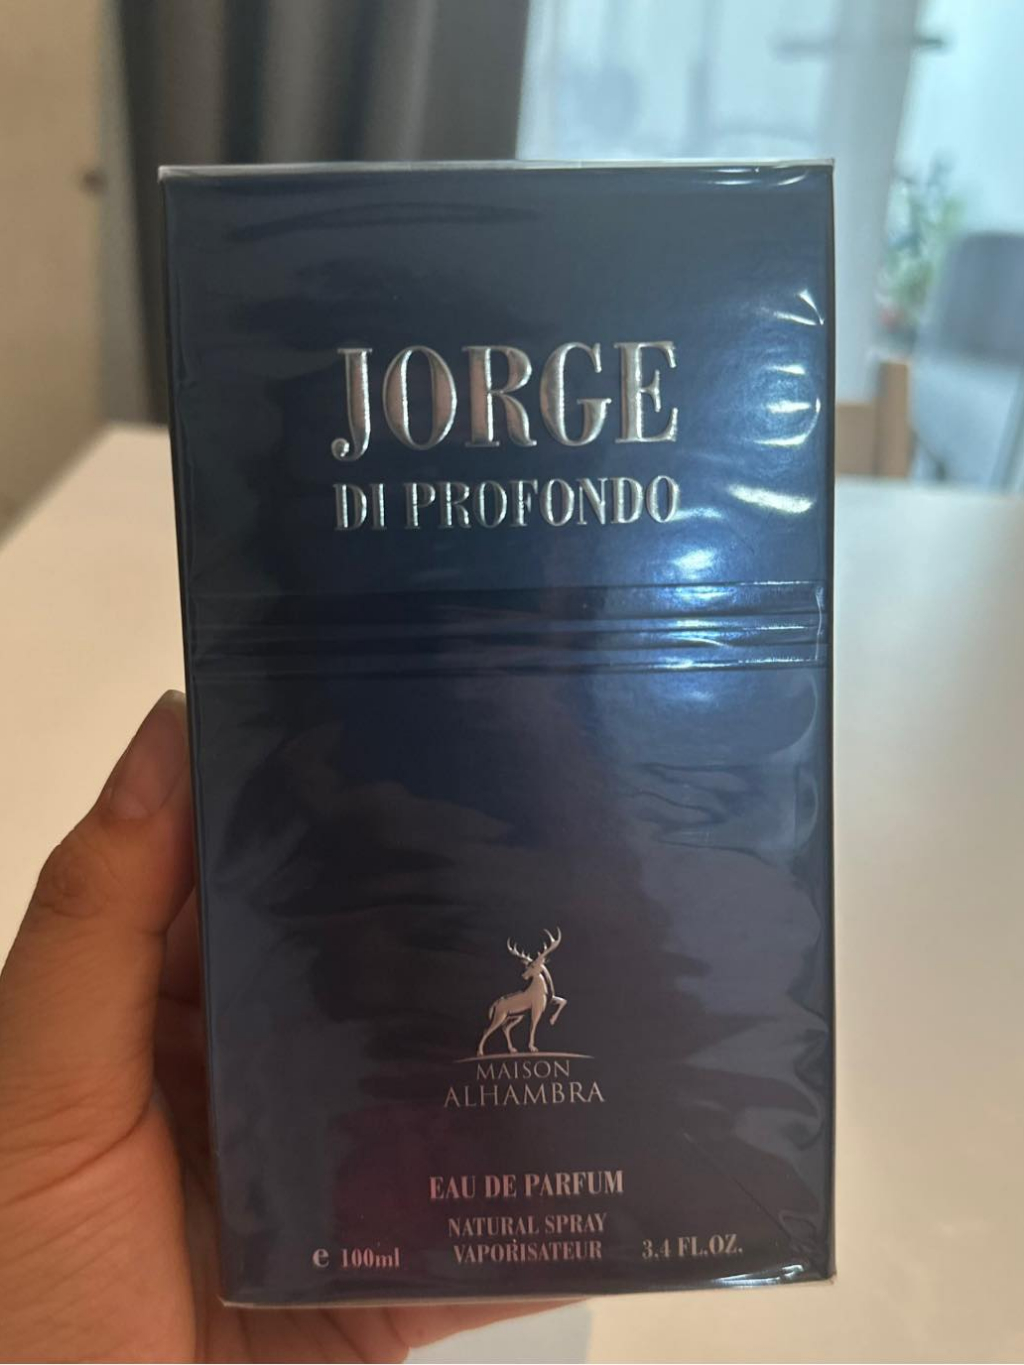 JORGE
DI PROFONDO
MAISON
ALHAMBRA
EAU DE PARFUM
NATURAL SPRAY
e 100ml VAPORISATEUR 3.4 FL.OZ.